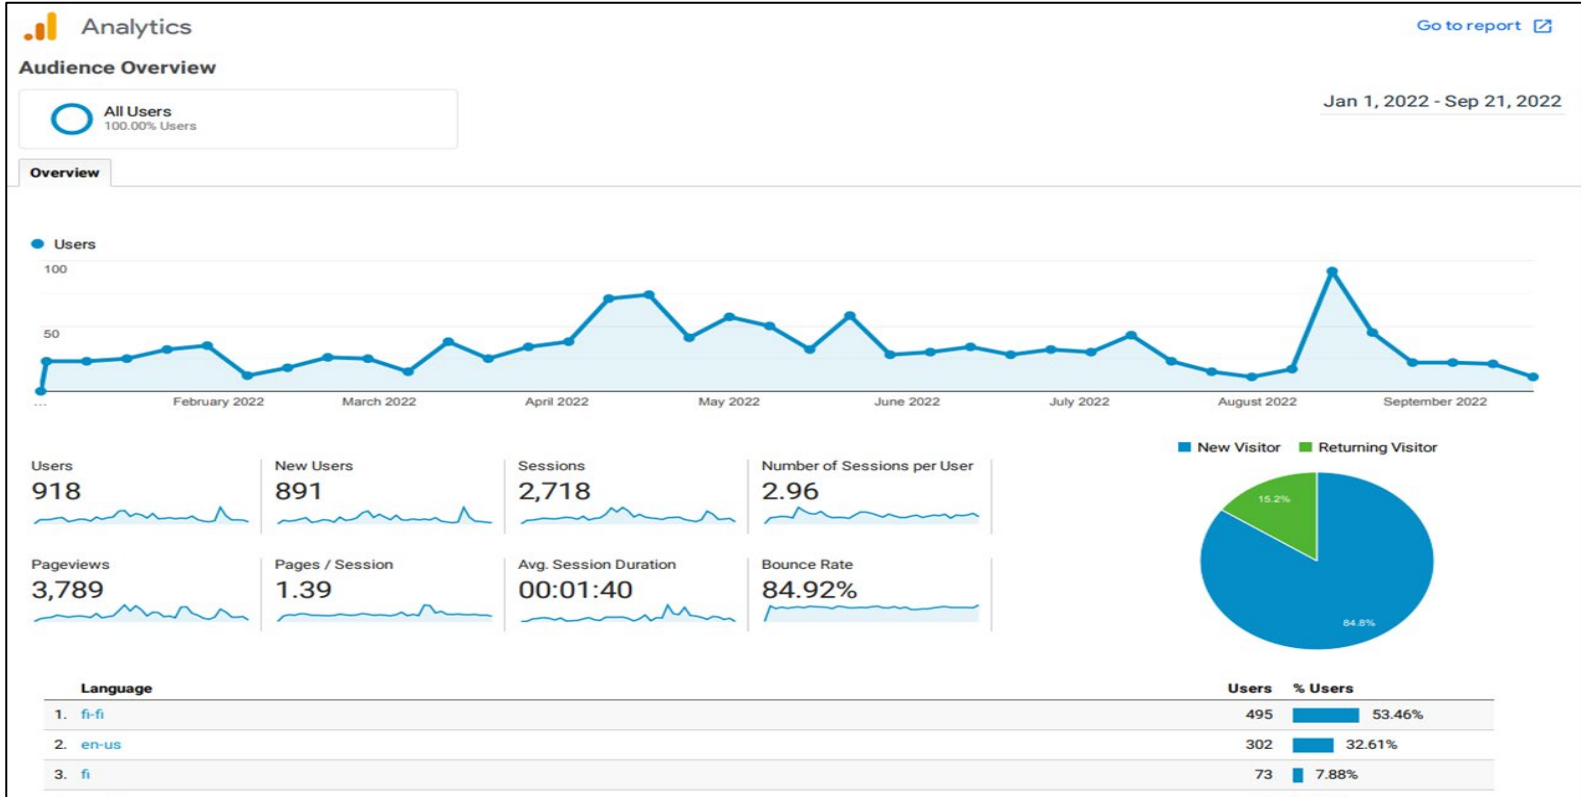 Analytics
Go to report
Audience Overview
All Users
100.00% Users
Jan 1, 2022 - Sep 21, 2022
Overview
Users
100
50
... February 2022 March 2022 April 2022 May 2022 June 2022 July 2022 August 2022 September 2022
New Visitor Returning Visitor
Users New Users Sessions Number of Sessions per User
918 891 2,718 2.96
15.2%
Pageviews Pages / Session Avg. Session Duration Bounce Rate
3,789 1.39 00:01:40 84.92%
84.8%
Language Users % Users
1. fi-fi 495 53.46%
2. en-us 302 32.61%
3. fi 73 7.88%